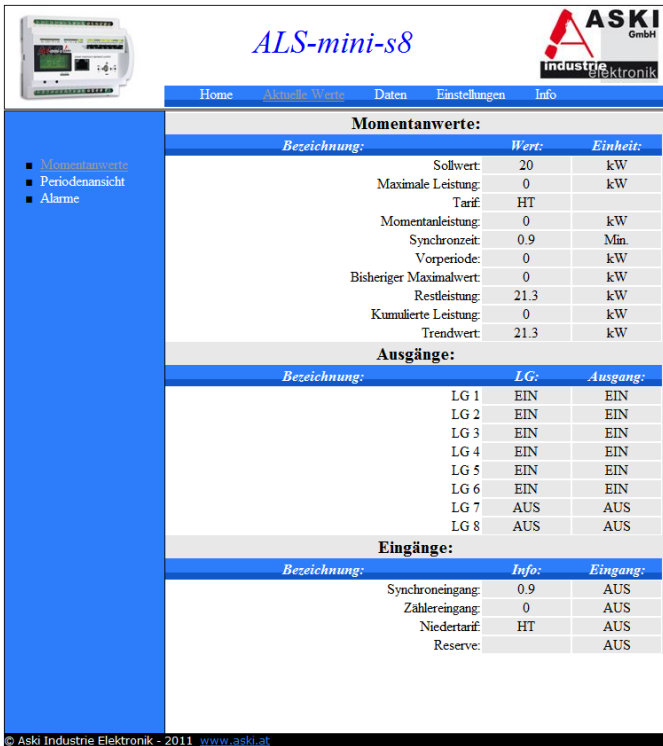 ALS-mini-s8
ASKI
GmbH
industrie
elektronik
Home Aktuelle Werte Daten Einstellungen Info
Momentanwerte
Periodenansicht
Alarme
Momentanwerte:
Bezeichnung: Wert: Einheit:
Sollwert: 20 kW
Maximale Leistung: 0 kW
Tarif: HT
Momentanleistung: 0 kW
Synchronzeit: 0.9 Min.
Vorperiode: 0 kW
Bisheriger Maximalwert: 0 kW
Restleistung: 21.3 kW
Kumulierte Leistung: 0 kW
Trendwert: 21.3 kW
Ausgänge:
Bezeichnung: LG: Ausgang:
LG 1 EIN EIN
LG 2 EIN EIN
LG 3 EIN EIN
LG 4 EIN EIN
LG 5 EIN EIN
LG 6 EIN EIN
LG 7 AUS AUS
LG 8 AUS AUS
Eingänge:
Bezeichnung: Info: Eingang:
Synchroneingang: 0.9 AUS
Zählereingang: 0 AUS
Niedertarif: HT AUS
Reserve: AUS
© Aski Industrie Elektronik - 2011 www.aski.at